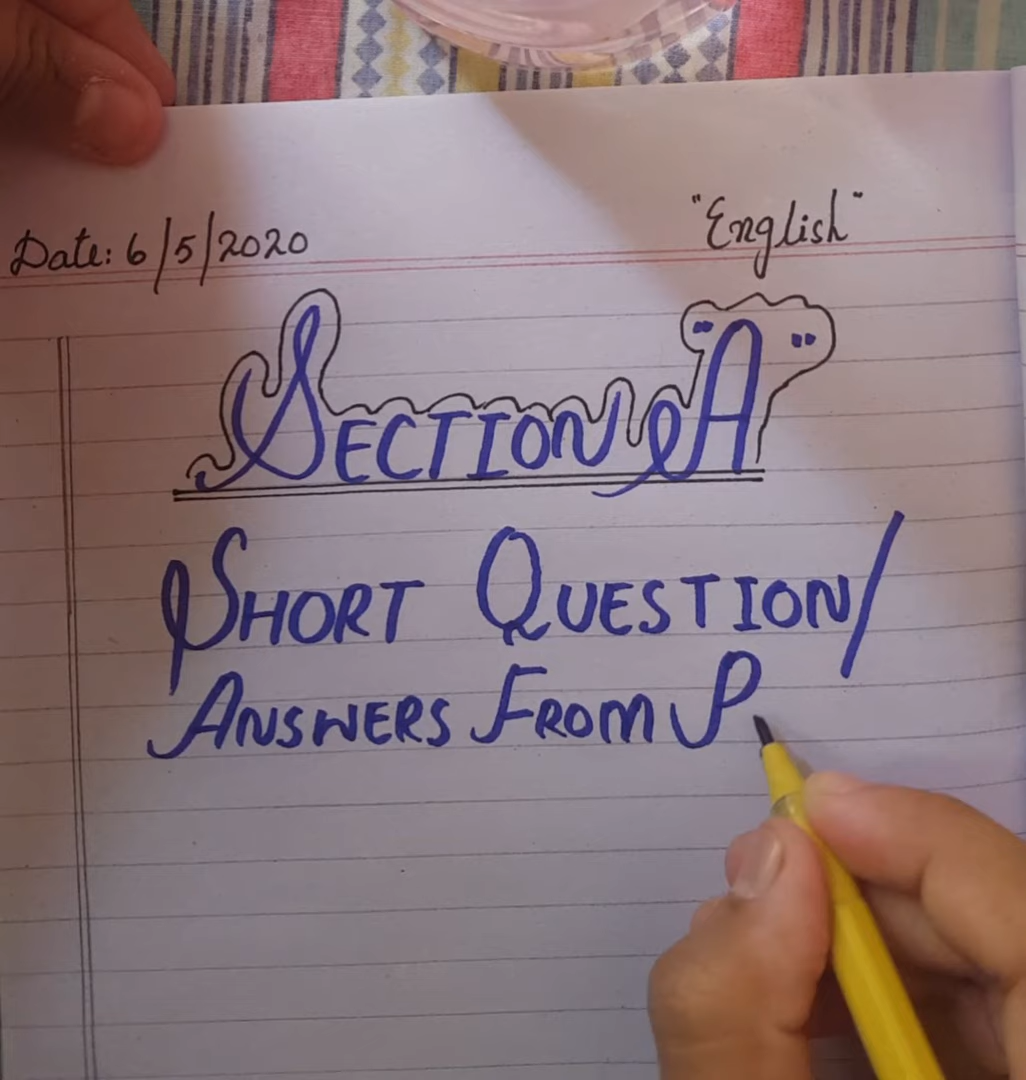 Date: 6/5/2020
"English"
SECTION "A"
SHORT QUESTION/
ANSWERS FROM P